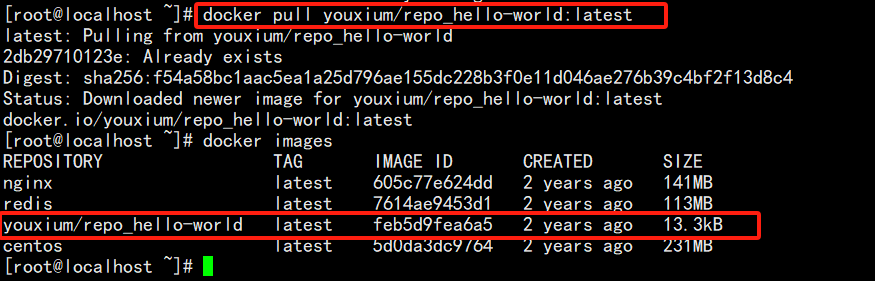 [root@localhost ~]# docker pull youxium/repo_hello-world:latest
latest: Pulling from youxium/repo_hello-world
2db29710123e: Already exists
Digest: sha256:f54a58bc1aac5ea1a25d796ae155dc228b3f0e11d046ae276b39c4bf2f13d8c4
Status: Downloaded newer image for youxium/repo_hello-world:latest
docker.io/youxium/repo_hello-world:latest
[root@localhost ~]# docker images
REPOSITORY TAG IMAGE ID CREATED SIZE
nginx latest 605c77e624dd 2 years ago 141MB
redis latest 7614ae9453d1 2 years ago 113MB
youxium/repo_hello-world latest feb5d9fea6a5 2 years ago 13.3kB
centos latest 5d0da3dc9764 2 years ago 231MB
[root@localhost ~]#